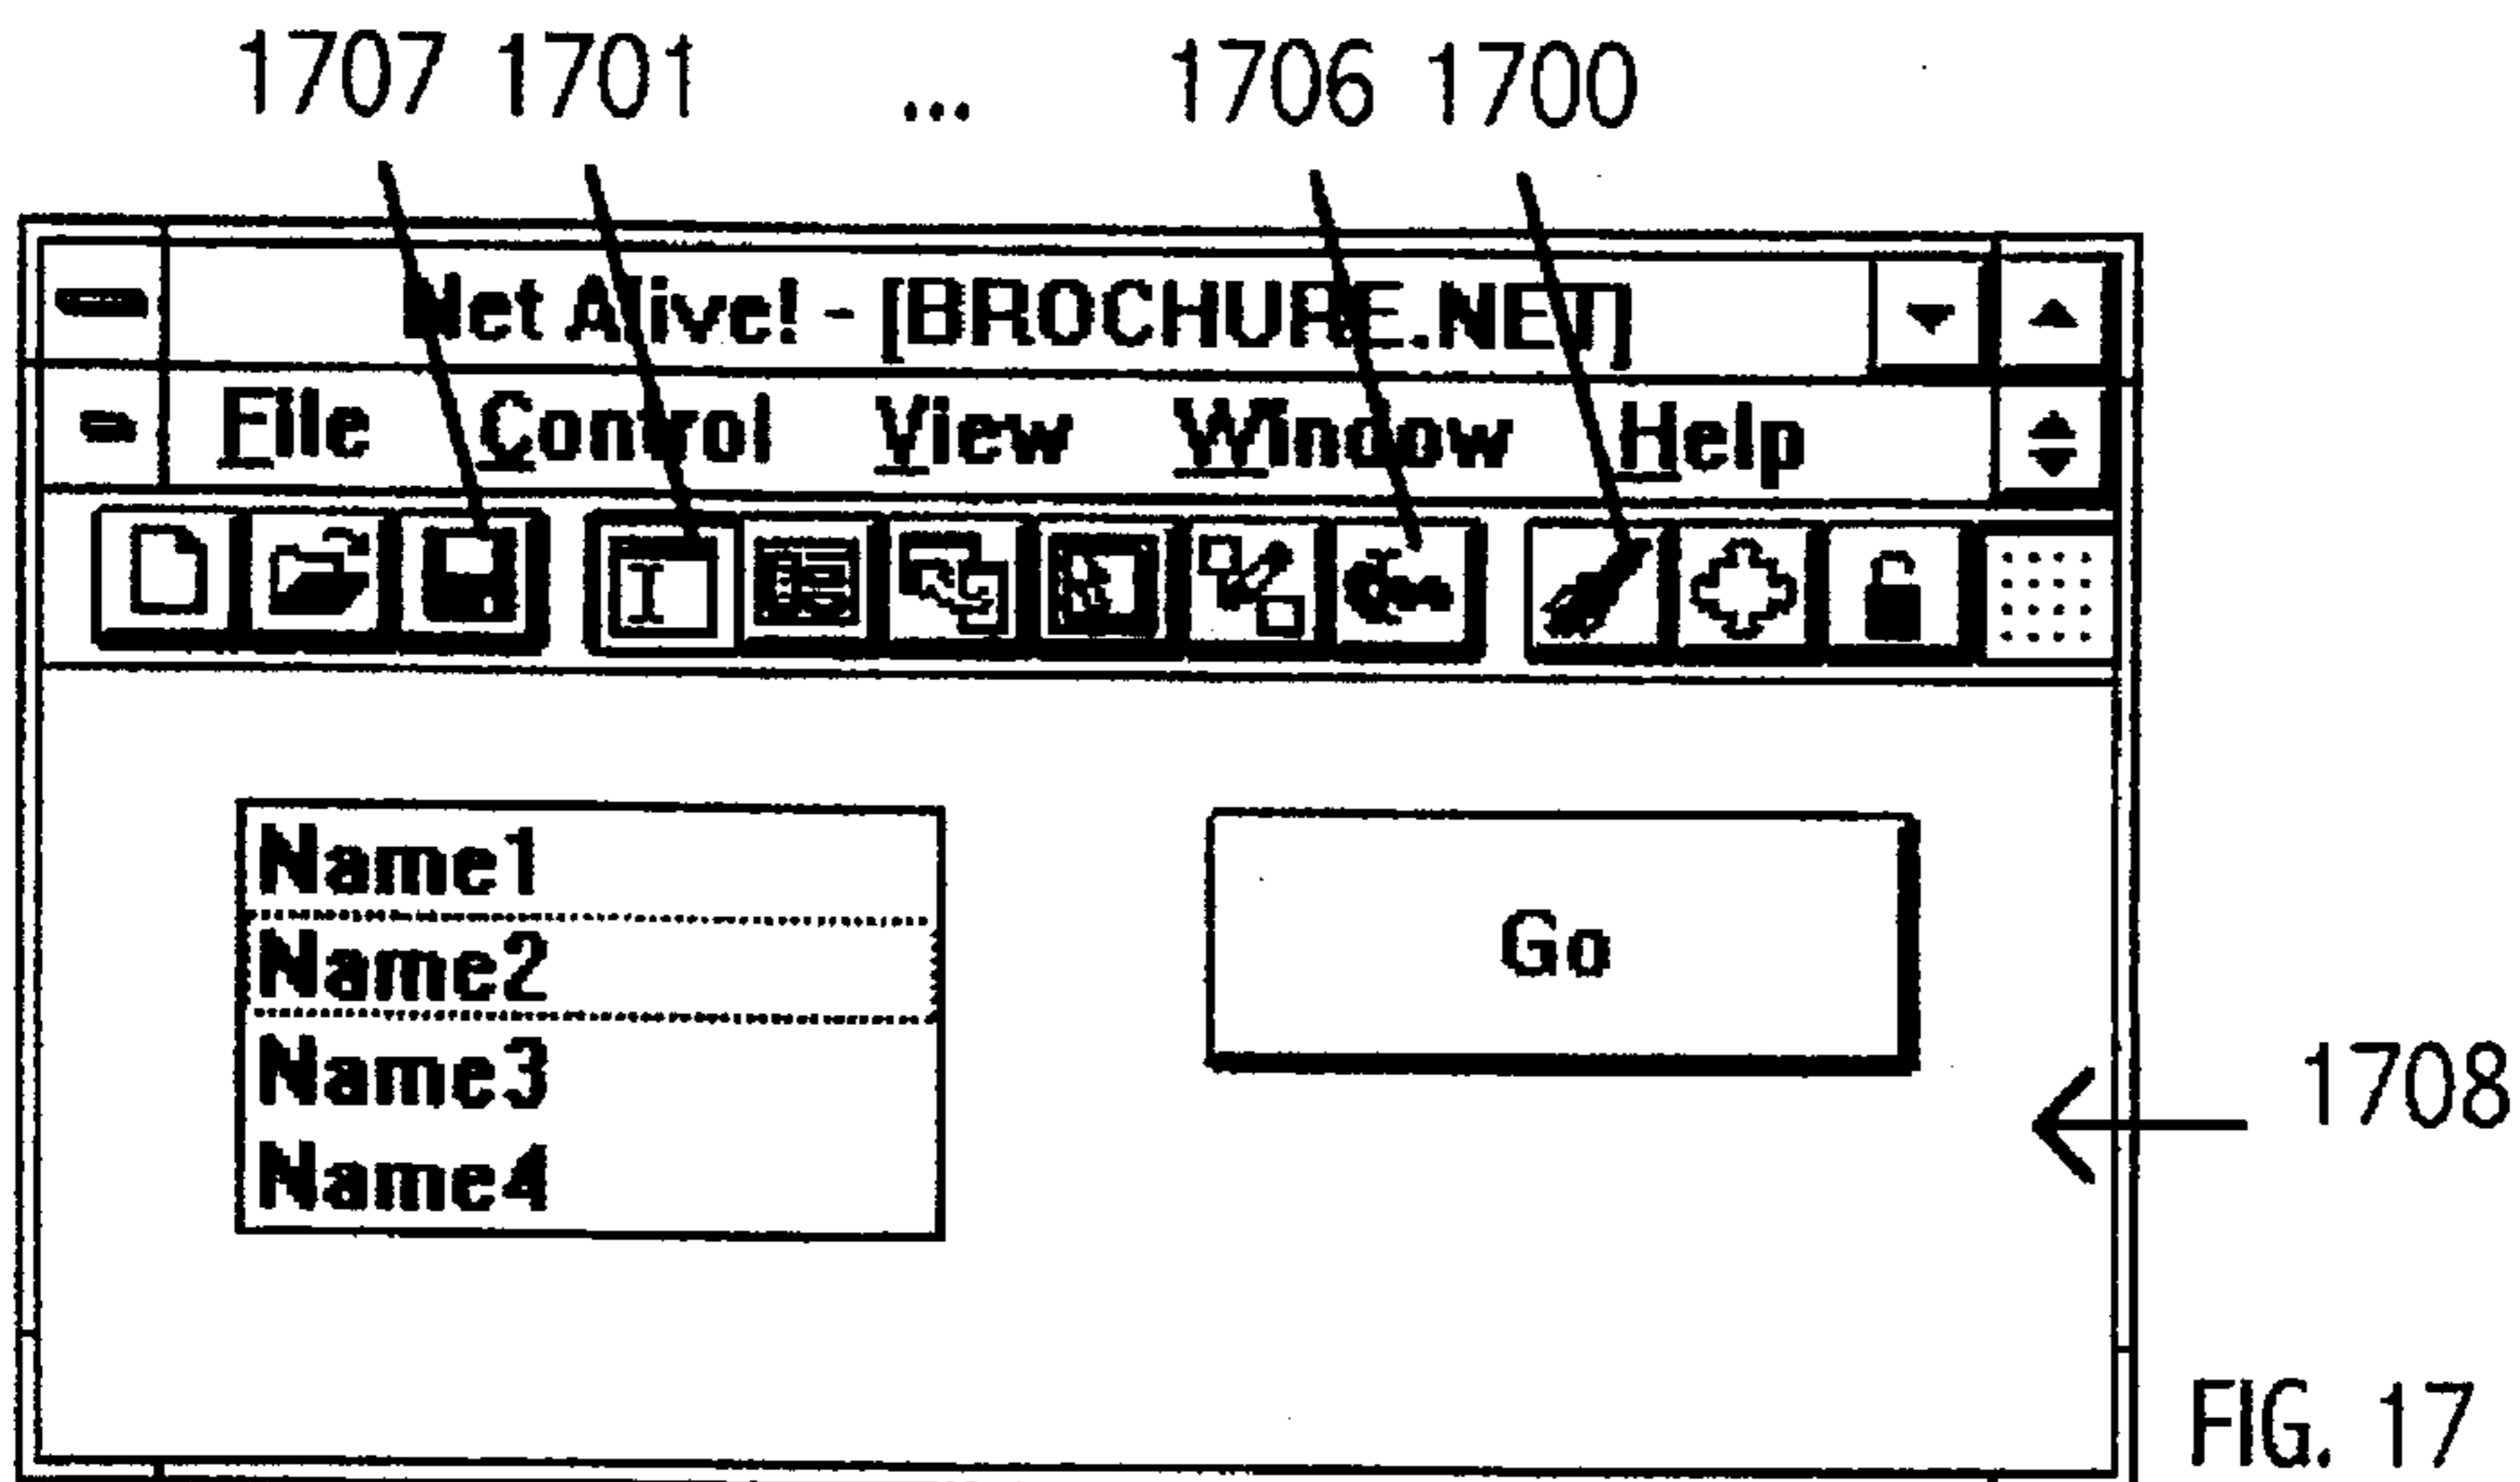 1707 1701 ... 1706 1700
Net Alive! - [BROCHURE.NET]
File Control View Window Help
Name1
Name2
Name3
Name4
Go
1708
FIG. 17